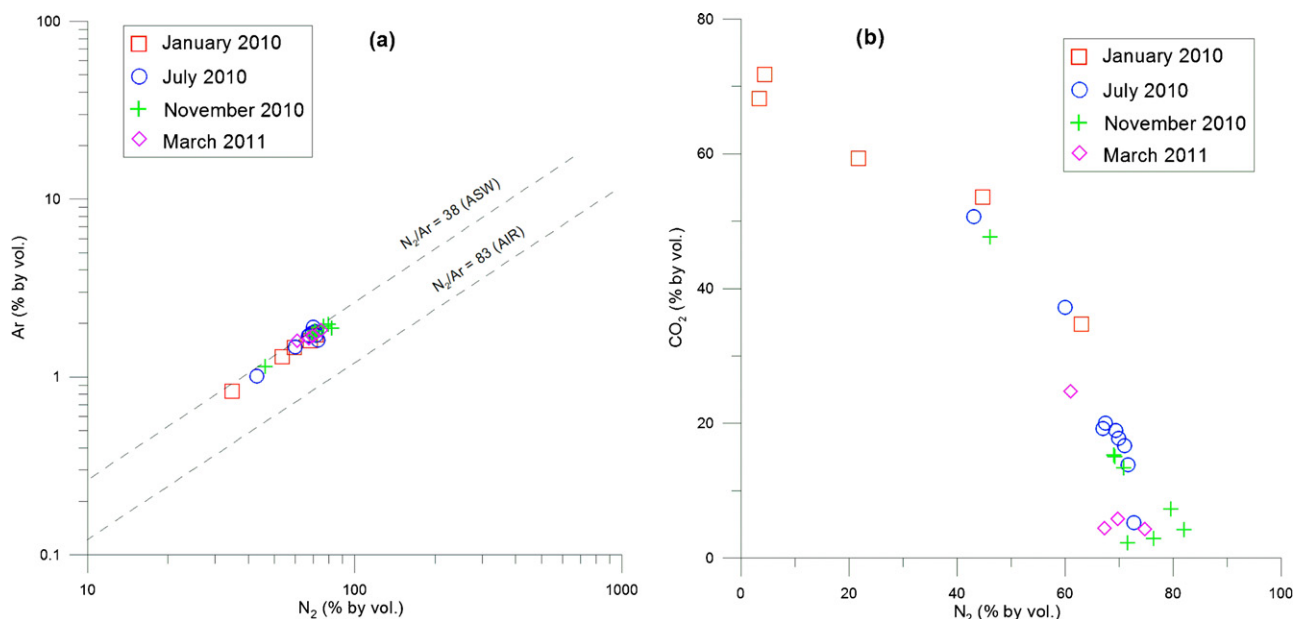 (a)
January 2010
July 2010
November 2010
March 2011
100
10
1
0.1
Ar (% by vol.)
N₂/Ar = 38 (ASW)
N₂/Ar = 83 (AIR)
10
100
1000
N₂ (% by vol.)
(b)
January 2010
July 2010
November 2010
March 2011
80
60
40
20
0
CO₂ (% by vol.)
0
20
40
60
80
100
N₂ (% by vol.)